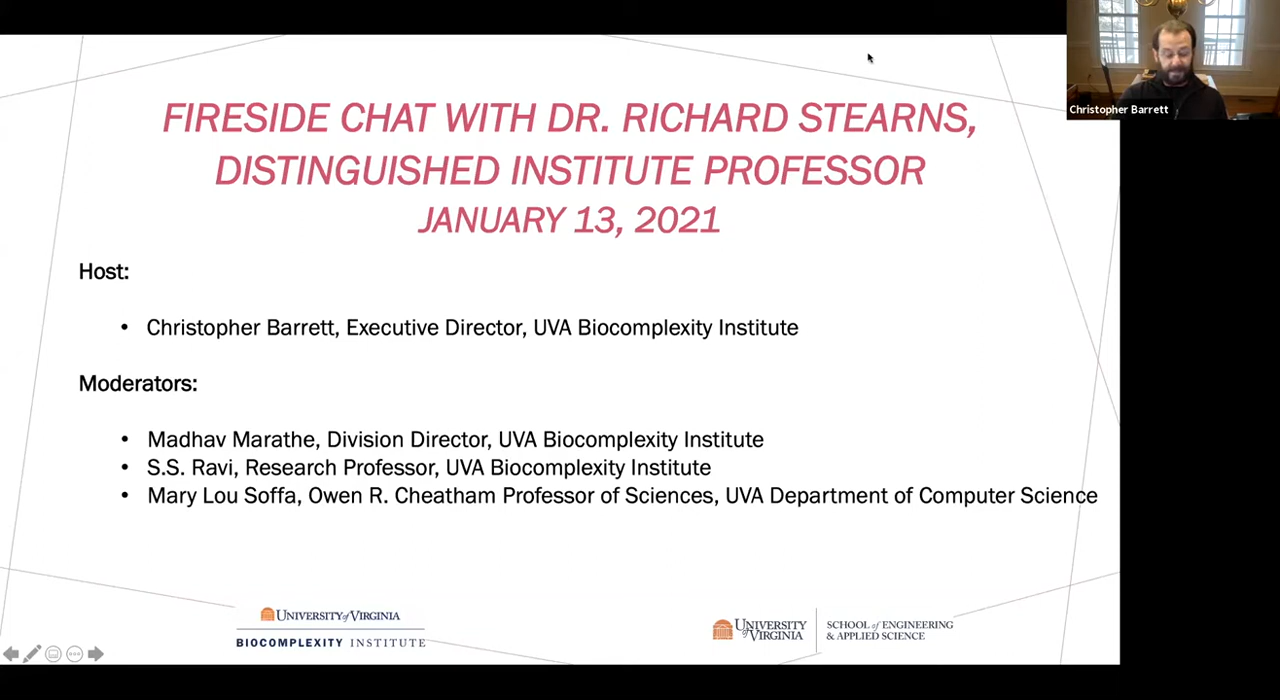 FIRESIDE CHAT WITH DR. RICHARD STEARNS,
DISTINGUISHED INSTITUTE PROFESSOR
JANUARY 13, 2021
Host:
• Christopher Barrett, Executive Director, UVA Biocomplexity Institute
Moderators:
• Madhav Marathe, Division Director, UVA Biocomplexity Institute
• S.S. Ravi, Research Professor, UVA Biocomplexity Institute
• Mary Lou Soffa, Owen R. Cheatham Professor of Sciences, UVA Department of Computer Science
UNIVERSITY of VIRGINIA
BIOCOMPLEXITY INSTITUTE
UNIVERSITY
of VIRGINIA
SCHOOL of ENGINEERING
& APPLIED SCIENCE
Christopher Barrett